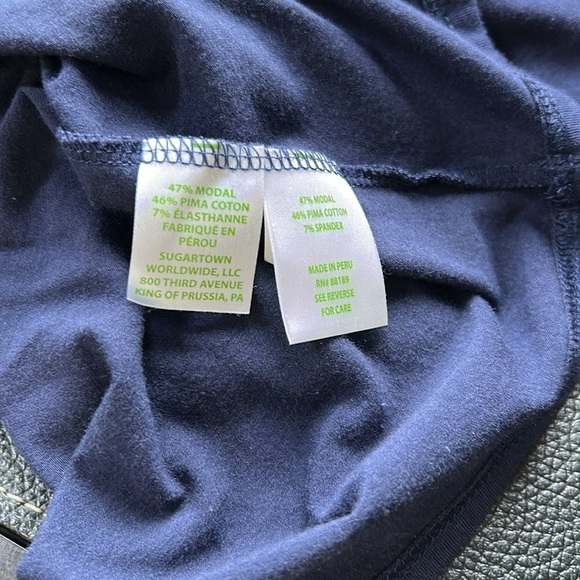 47% MODAL
46% PIMA COTON
7% ÉLASTHANNE
FABRIQUÉ EN
PÉROU
SUGARTOWN
WORLDWIDE, LLC
800 THIRD AVENUE
KING OF PRUSSIA, PA
47% MODAL
46% PIMA COTTON
7% SPANDEX
MADE IN PERU
RN# 88189
SEE REVERSE
FOR CARE